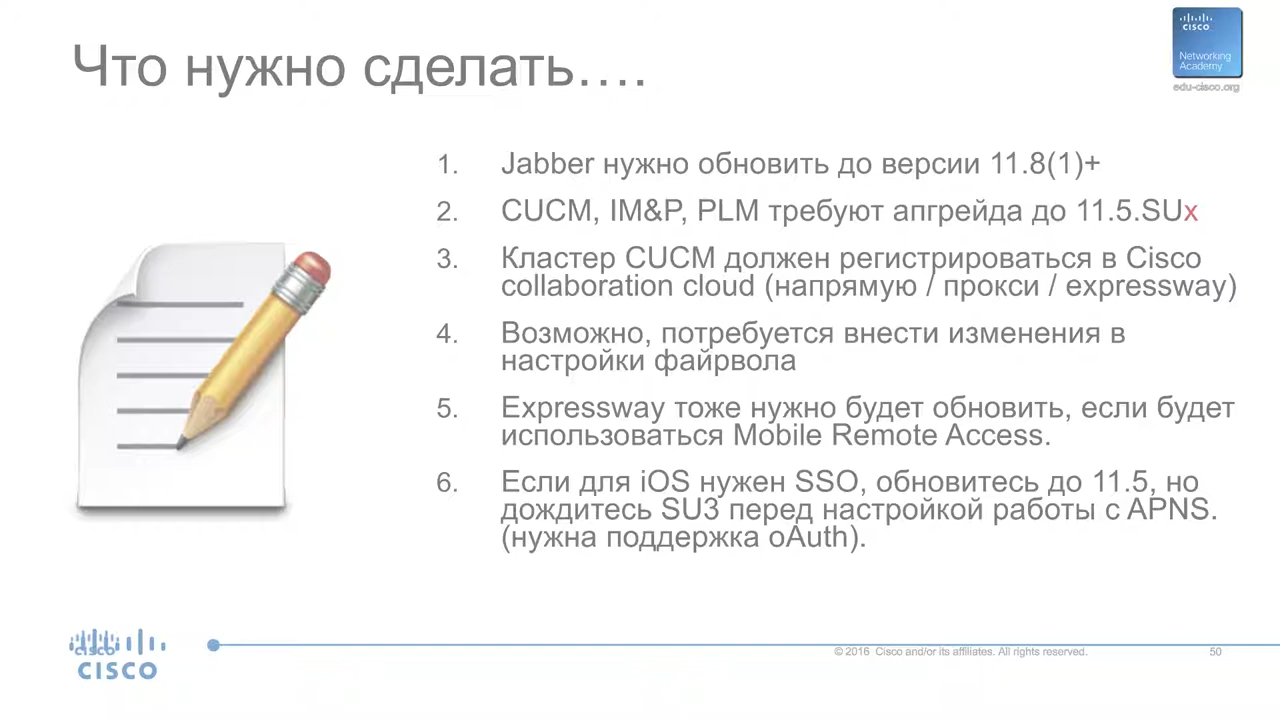 Что нужно сделать….
CISCO
Networking
Academy
edu-cisco.org
1. Jabber нужно обновить до версии 11.8(1)+
2. CUCM, IM&P, PLM требуют апгрейда до 11.5.SUx
3. Кластер CUCM должен регистрироваться в Cisco
collaboration cloud (напрямую / прокси / expressway)
4. Возможно, потребуется внести изменения в
настройки файрвола
5. Expressway тоже нужно будет обновить, если будет
использоваться Mobile Remote Access.
6. Если для iOS нужен SSO, обновитесь до 11.5, но
дождитесь SU3 перед настройкой работы с APNS.
(нужна поддержка oAuth).
CISCO
CISCO
© 2016 Cisco and/or its affiliates. All rights reserved.
50